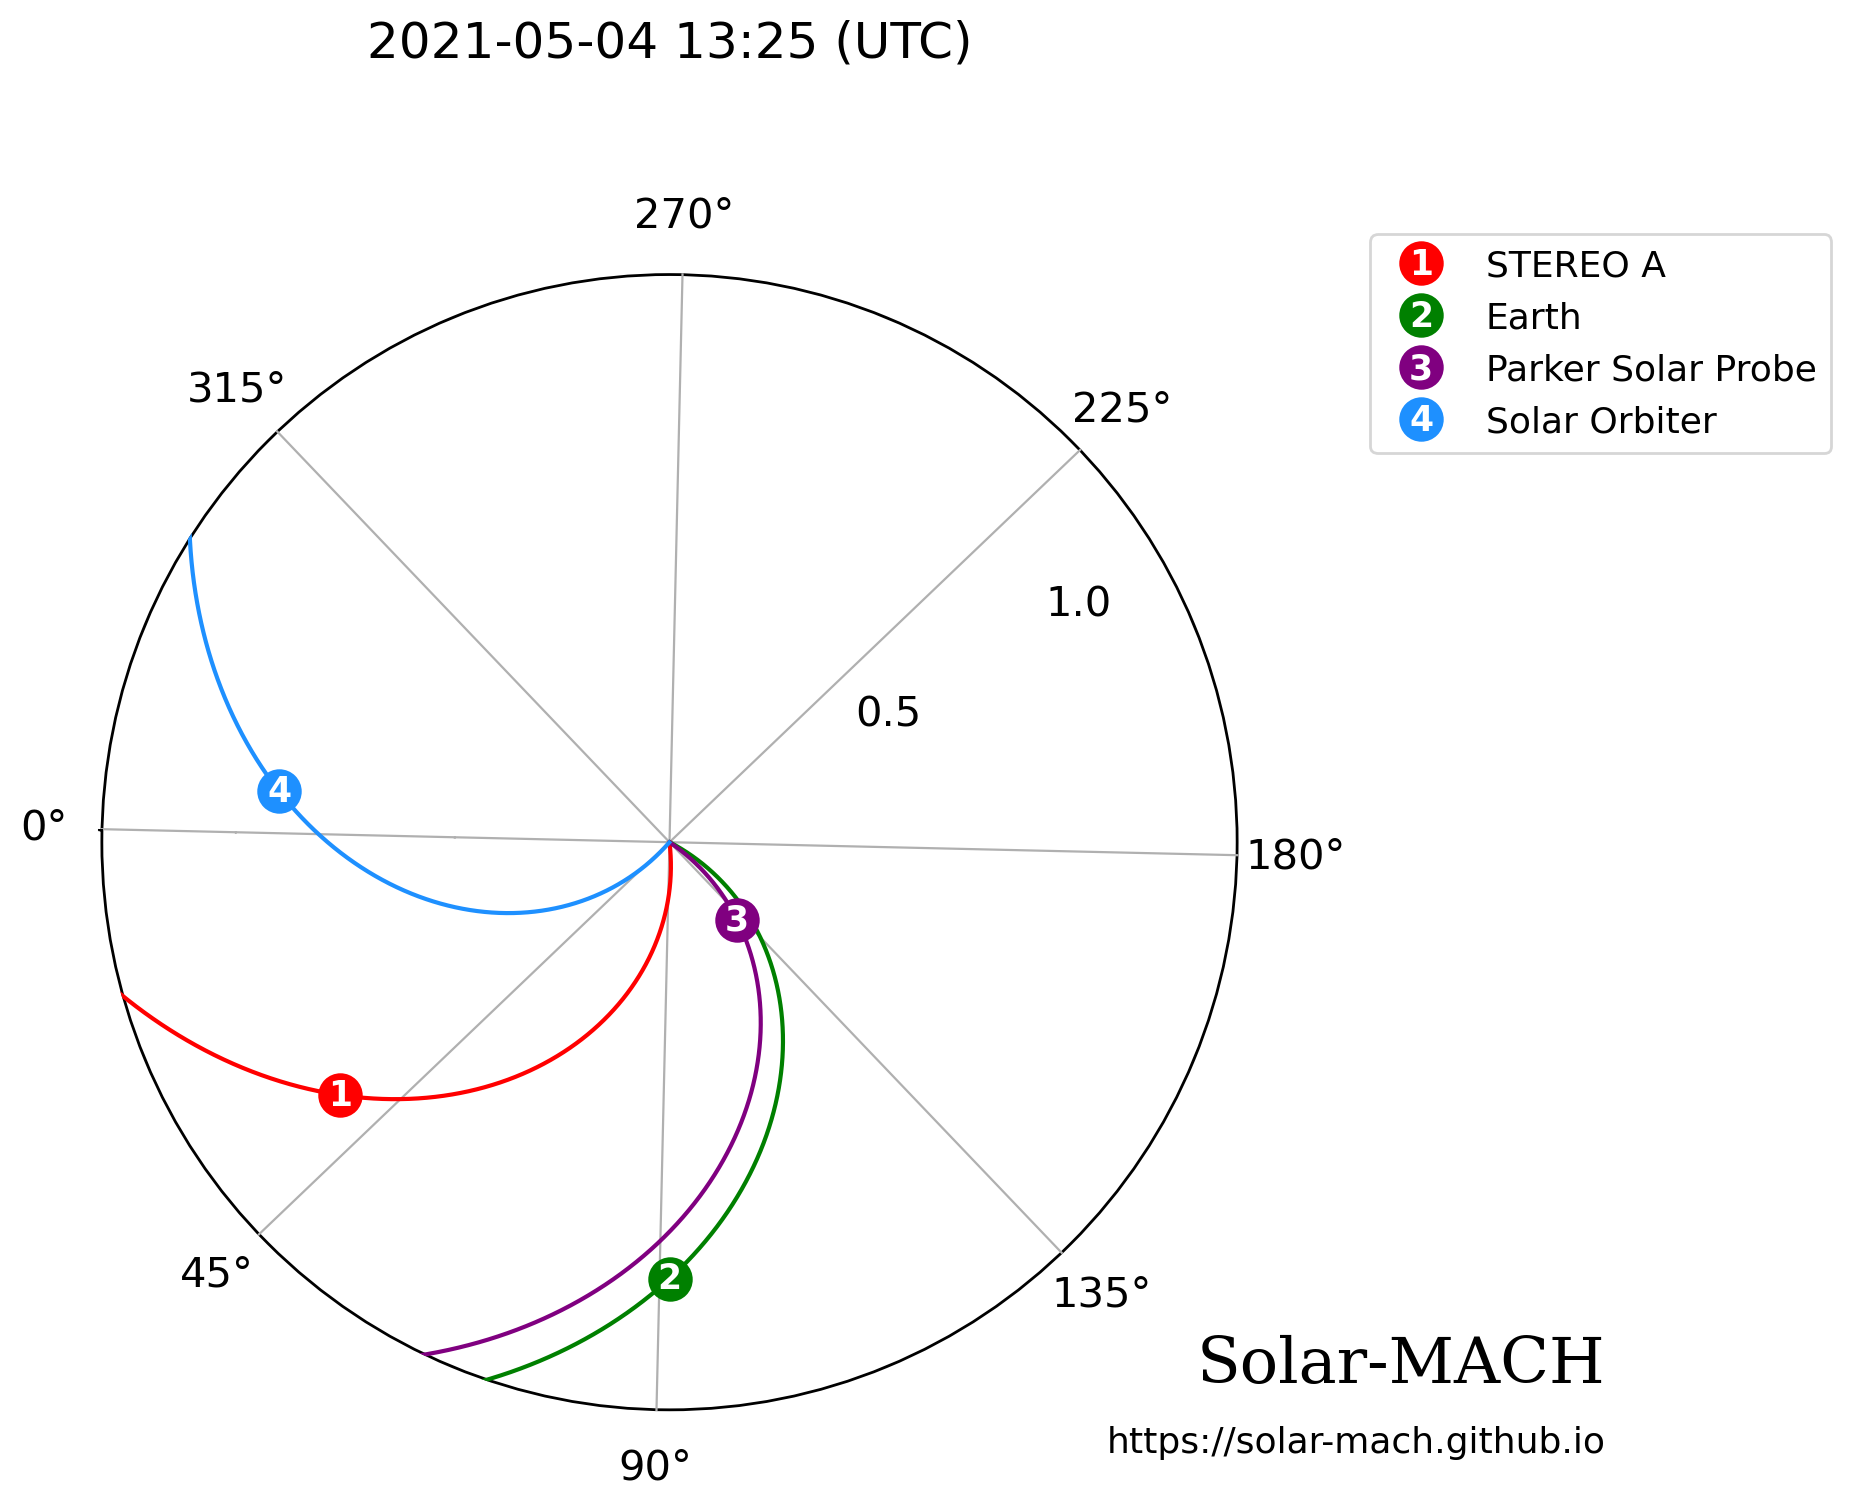 2021-05-04 13:25 (UTC)
270°
1 STEREO A
2 Earth
3 Parker Solar Probe
4 Solar Orbiter
315°
225°
1.0
0.5
4
0°
180°
3
1
45°
2
135°
90°
Solar-MACH
https://solar-mach.github.io